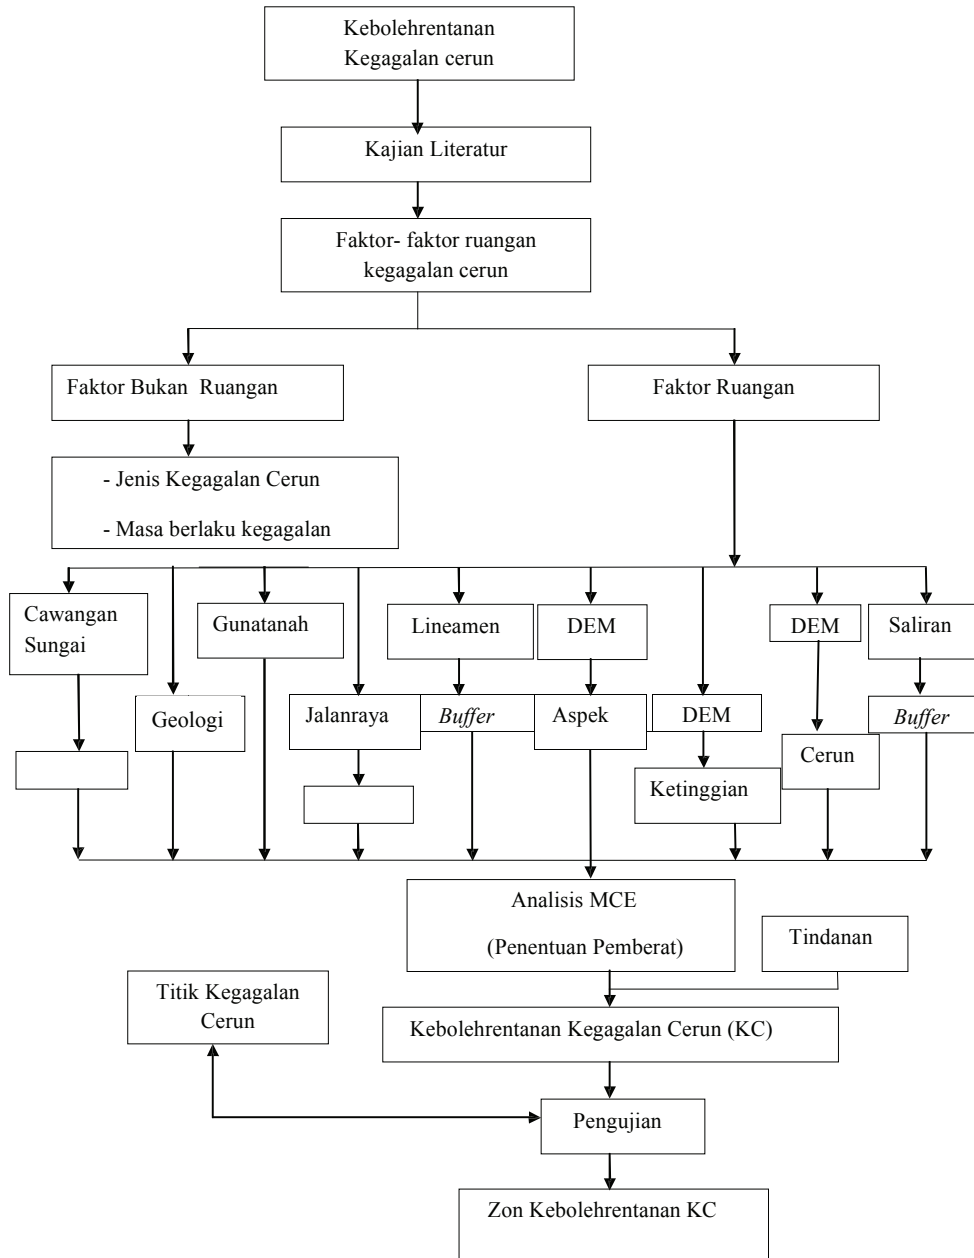 Kebolehrentanan
Kegagalan cerun
Kajian Literatur
Faktor- faktor ruangan
kegagalan cerun
Faktor Bukan  Ruangan
Faktor Ruangan
- Jenis Kegagalan Cerun
- Masa berlaku kegagalan
Cawangan
Sungai
Gunatanah
Lineamen
DEM
DEM
Saliran
Geologi
Jalanraya
Buffer
Aspek
DEM
Buffer
Cerun
Ketinggian
Analisis MCE
(Penentuan Pemberat)
Tindanan
Titik Kegagalan
Cerun
Kebolehrentanan Kegagalan Cerun (KC)
Pengujian
Zon Kebolehrentanan KC